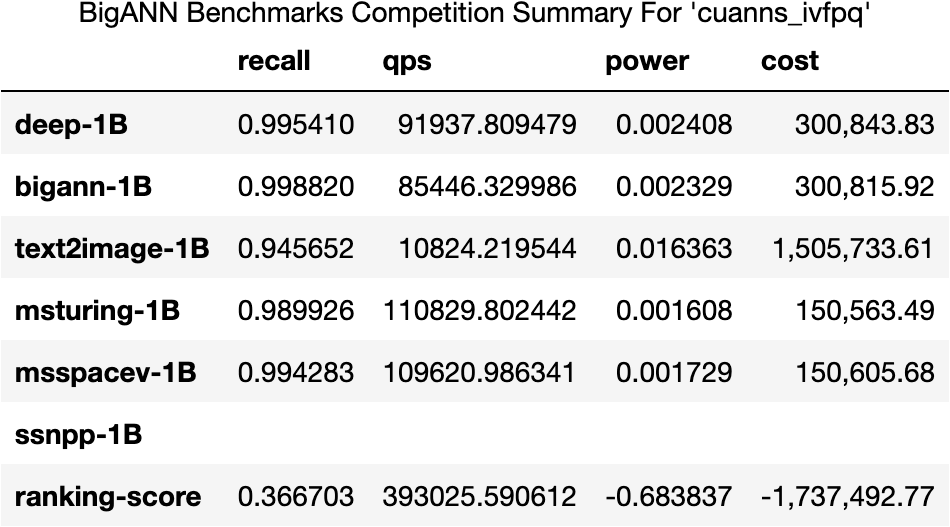 BigANN Benchmarks Competition Summary For 'cuanns_ivfpq'
recall qps power cost
deep-1B 0.995410 91937.809479 0.002408 300,843.83
bigann-1B 0.998820 85446.329986 0.002329 300,815.92
text2image-1B 0.945652 10824.219544 0.016363 1,505,733.61
msturing-1B 0.989926 110829.802442 0.001608 150,563.49
msspacev-1B 0.994283 109620.986341 0.001729 150,605.68
ssnpp-1B
ranking-score 0.366703 393025.590612 -0.683837 -1,737,492.77